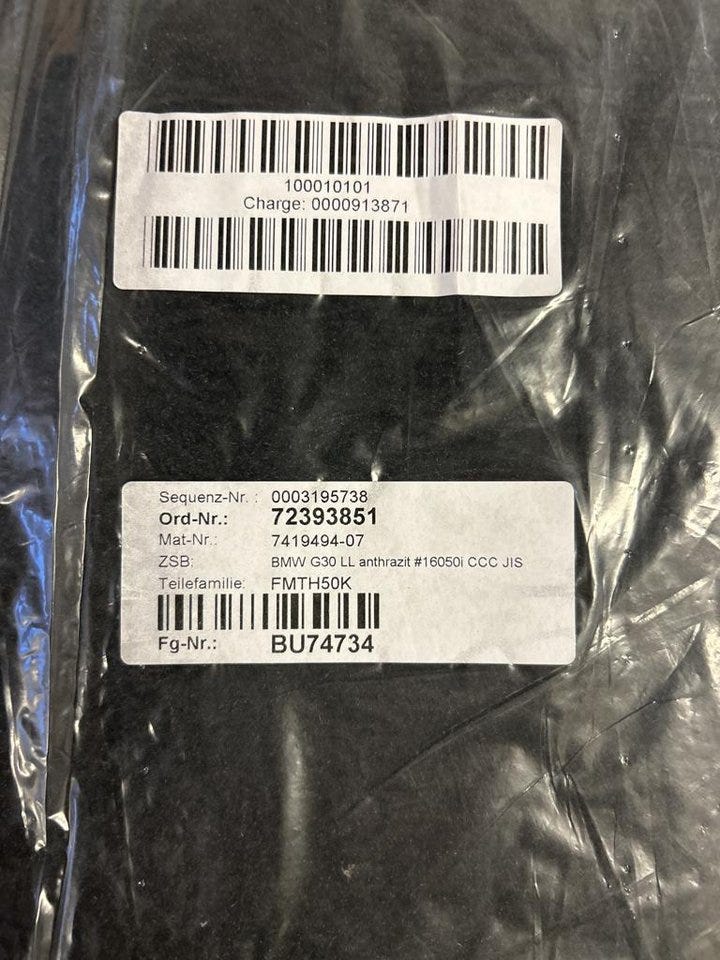 100010101
Charge: 0000913871
Sequenz-Nr. : 0003195738
Ord-Nr.: 72393851
Mat-Nr.: 7419494-07
ZSB: BMW G30 LL anthrazit #16050i CCC JIS
Teilefamilie: FMTH50K
Fg-Nr.: BU74734